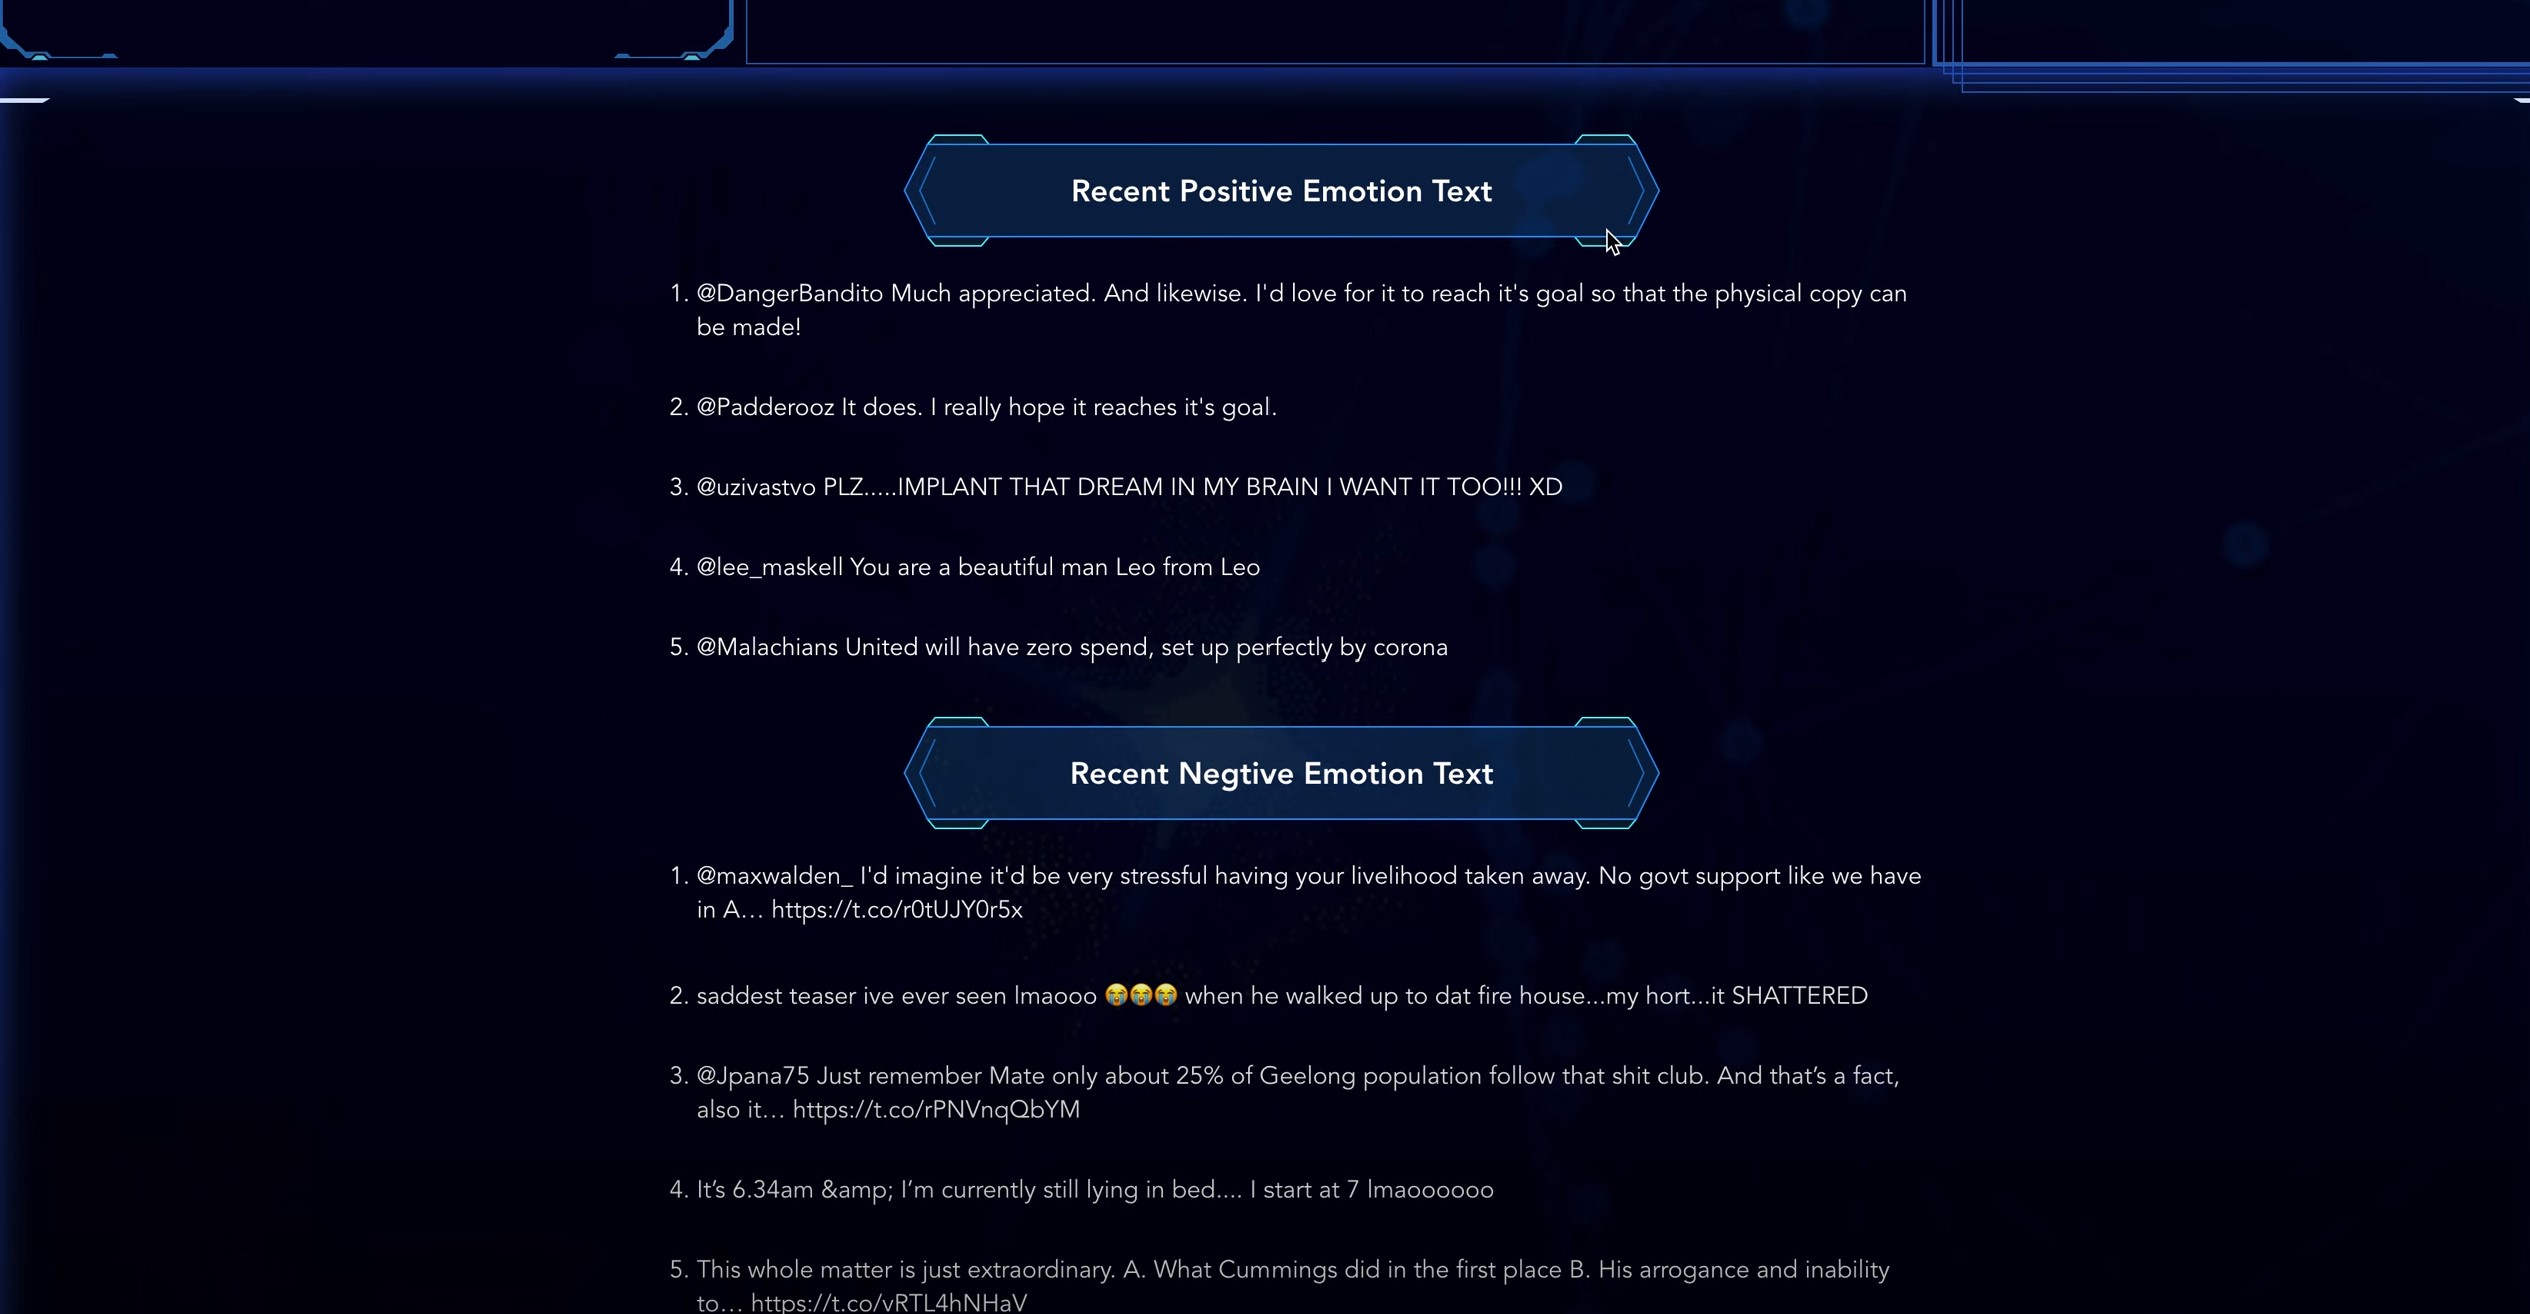 Recent Positive Emotion Text
1. @DangerBandito Much appreciated. And likewise. I'd love for it to reach it's goal so that the physical copy can
be made!
2. @Padderooz It does. I really hope it reaches it's goal.
3. @uzivastvo PLZ.....IMPLANT THAT DREAM IN MY BRAIN I WANT IT TOO!!! XD
4. @lee_maskell You are a beautiful man Leo from Leo
5. @Malachians United will have zero spend, set up perfectly by corona
Recent Negtive Emotion Text
1. @maxwalden_ I'd imagine it'd be very stressful having your livelihood taken away. No govt support like we have
in A… https://t.co/r0tUJY0r5x
2. saddest teaser ive ever seen lmaooo 😭😭😭 when he walked up to dat fire house...my hort...it SHATTERED
3. @Jpana75 Just remember Mate only about 25% of Geelong population follow that shit club. And that’s a fact,
also it… https://t.co/rPNVnqQbYM
4. It’s 6.34am &amp; I’m currently still lying in bed.... I start at 7 lmaoooooo
5. This whole matter is just extraordinary. A. What Cummings did in the first place B. His arrogance and inability
to… https://t.co/vRTL4hNHaV